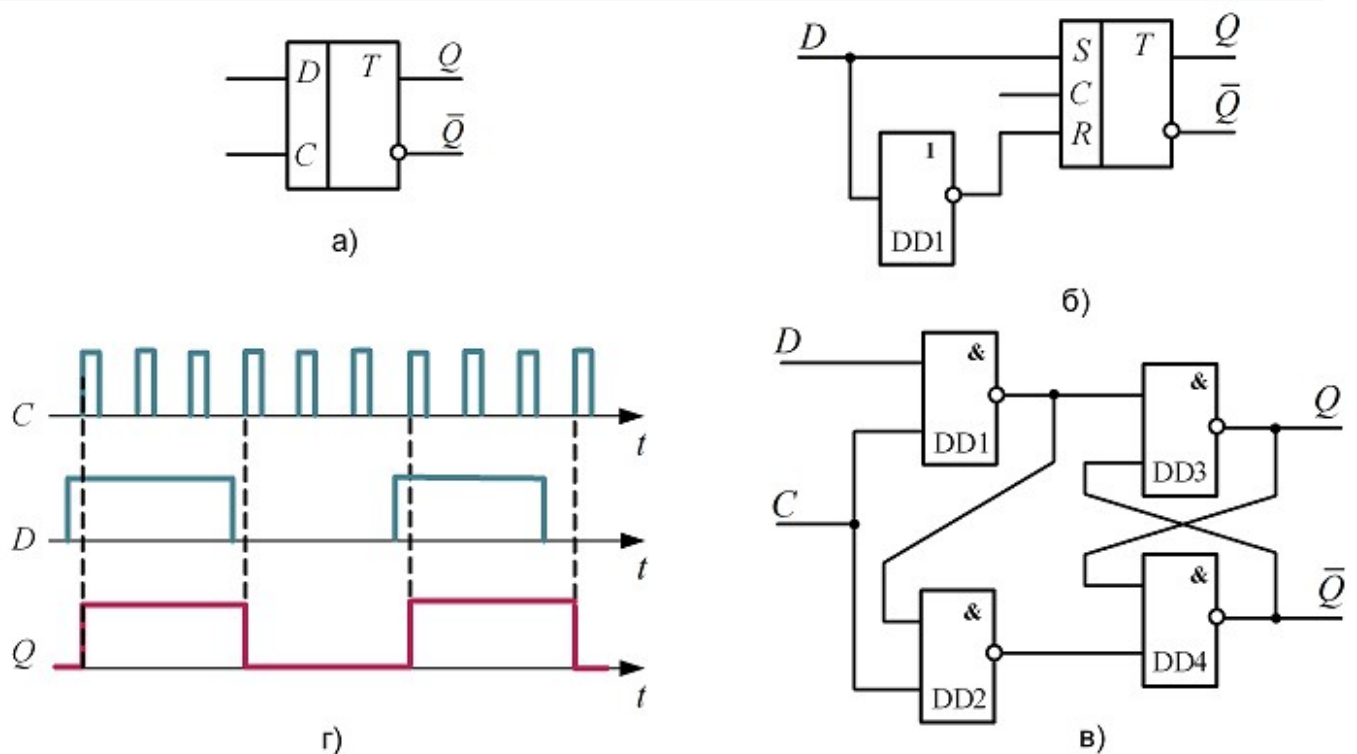 D T Q
C Q̅
а)
D S T Q
C
R Q̅
1
DD1
б)
C t
D t
Q t
г)
D & DD1
C
& DD2
& DD3 Q
& DD4 Q̅
в)